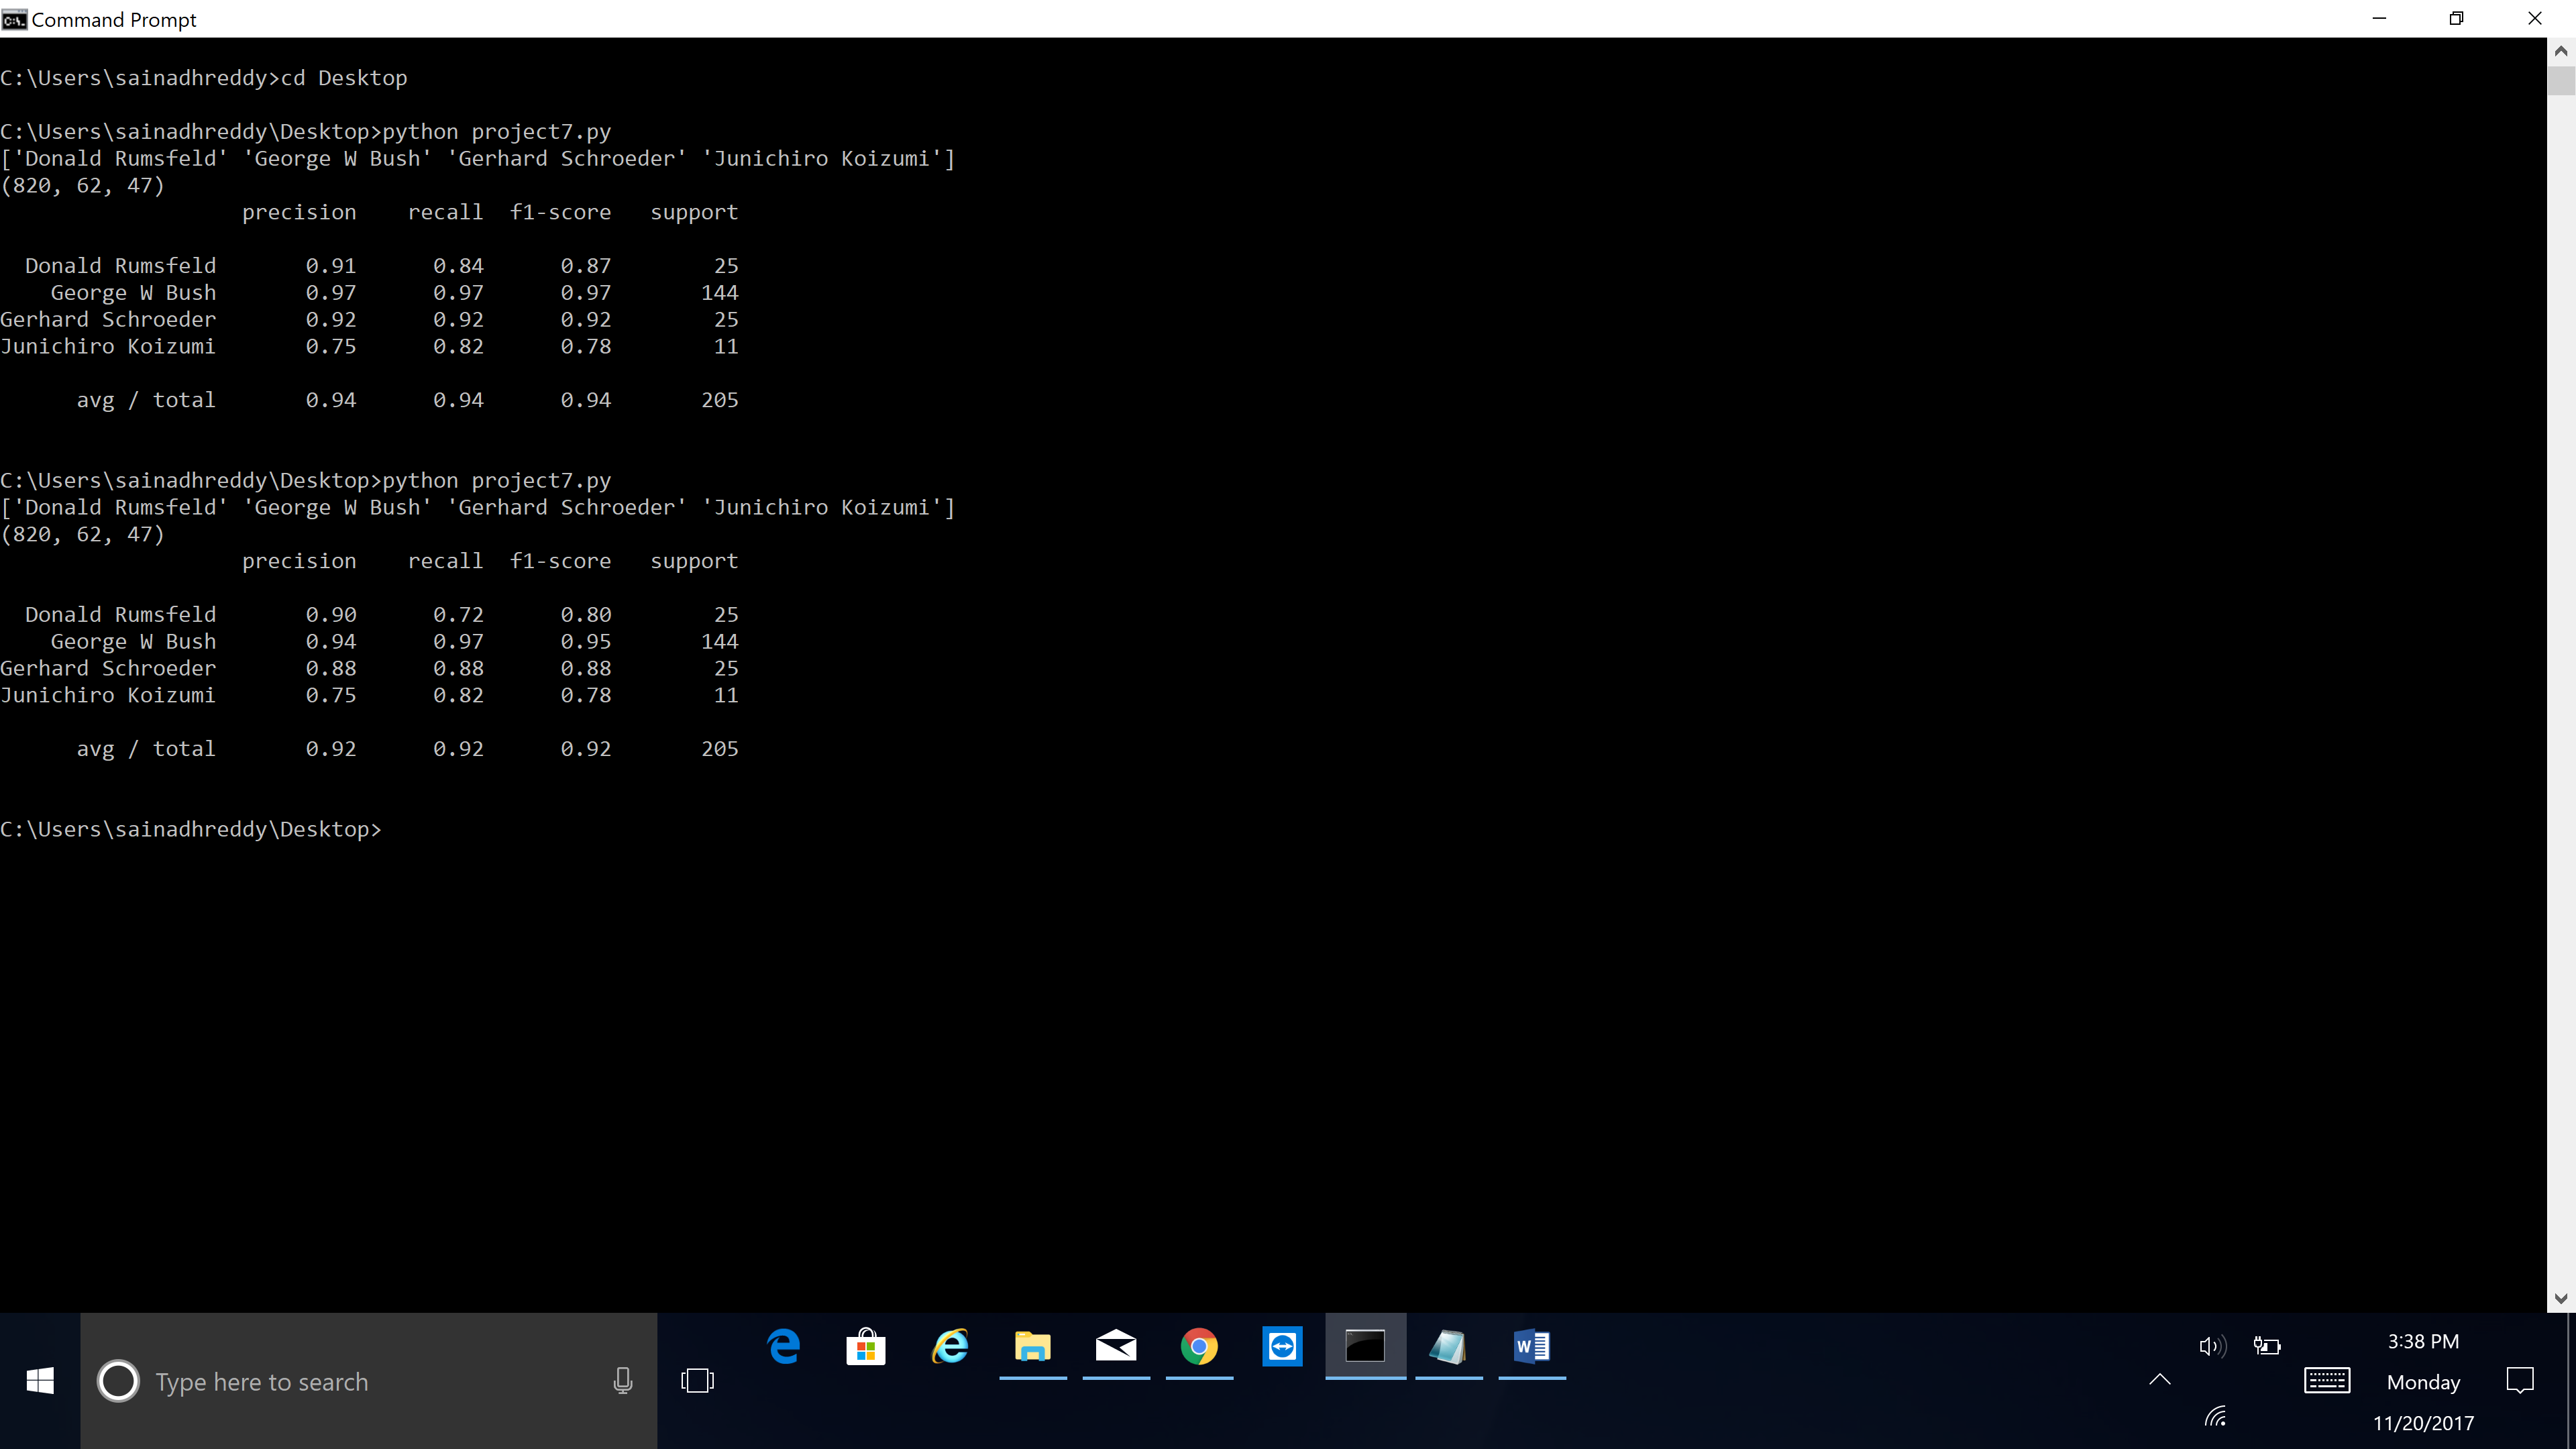 Command Prompt
C:\Users\sainadhreddy>cd Desktop
C:\Users\sainadhreddy\Desktop>python project7.py
['Donald Rumsfeld' 'George W Bush' 'Gerhard Schroeder' 'Junichiro Koizumi']
(820, 62, 47)
precision recall f1-score support
Donald Rumsfeld 0.91 0.84 0.87 25
George W Bush 0.97 0.97 0.97 144
Gerhard Schroeder 0.92 0.92 0.92 25
Junichiro Koizumi 0.75 0.82 0.78 11
avg / total 0.94 0.94 0.94 205
C:\Users\sainadhreddy\Desktop>python project7.py
['Donald Rumsfeld' 'George W Bush' 'Gerhard Schroeder' 'Junichiro Koizumi']
(820, 62, 47)
precision recall f1-score support
Donald Rumsfeld 0.90 0.72 0.80 25
George W Bush 0.94 0.97 0.95 144
Gerhard Schroeder 0.88 0.88 0.88 25
Junichiro Koizumi 0.75 0.82 0.78 11
avg / total 0.92 0.92 0.92 205
C:\Users\sainadhreddy\Desktop>
Type here to search
3:38 PM
Monday
11/20/2017